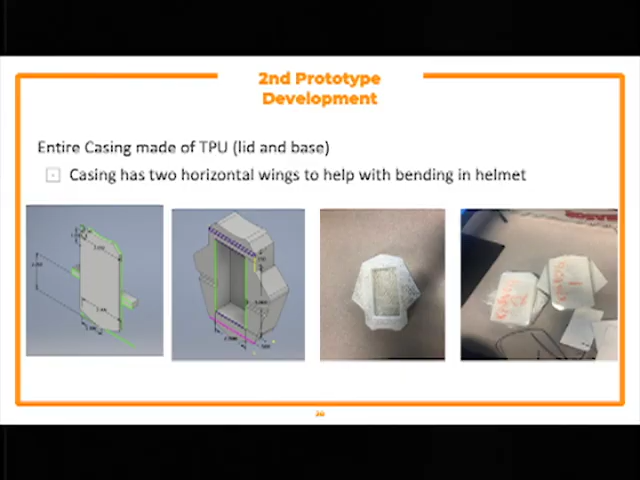 2nd Prototype
Development
Entire Casing made of TPU (lid and base)
Casing has two horizontal wings to help with bending in helmet